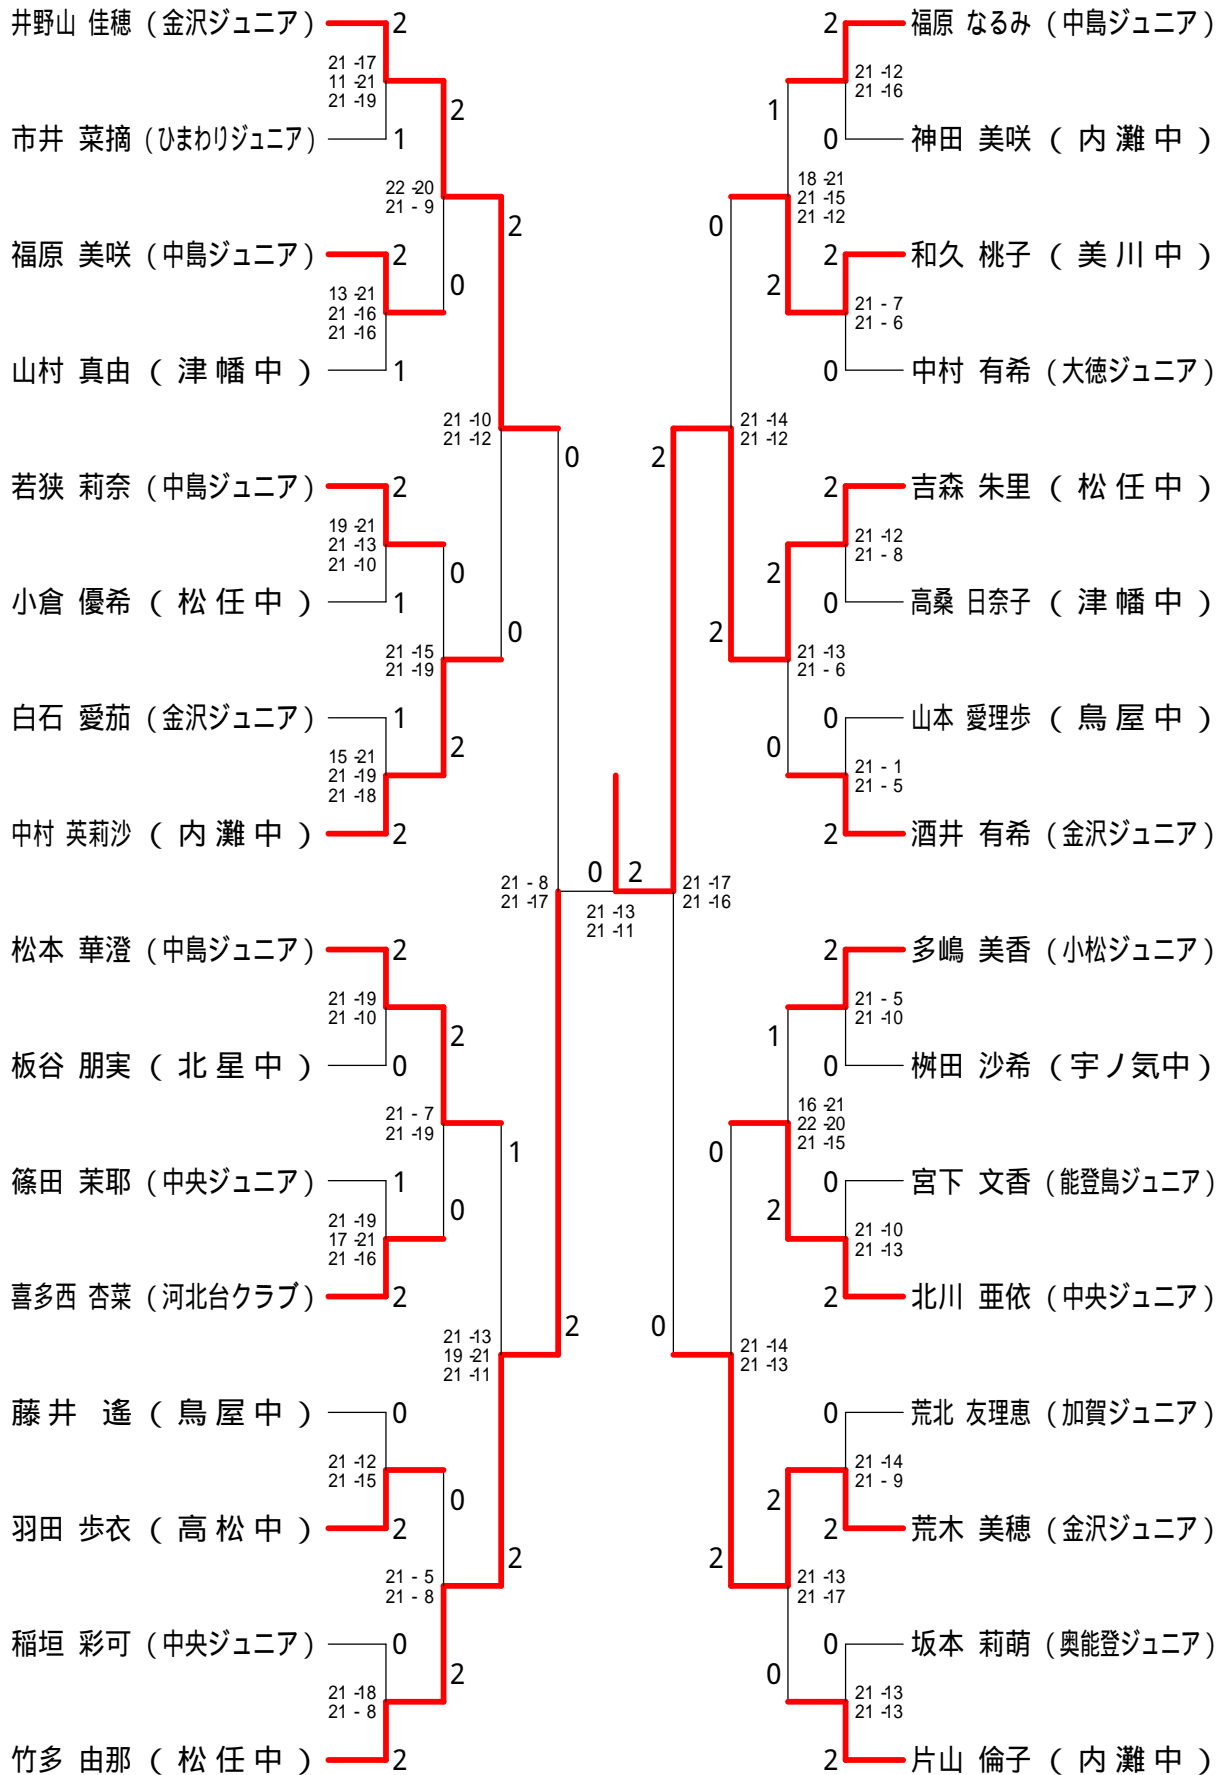 井野山 佳穂 (金沢ジュニア) 2
21 -17
11 -21
21 -19
2
市井 菜摘 (ひまわりジュニア) 1
22 -20
21 - 9
2
福原 美咲 (中島ジュニア) 2
13 -21
21 -16
21 -16
0
山村 真由 ( 津 幡 中 ) 1
21 -10
21 -12
0
若狭 莉奈 (中島ジュニア) 2
19 -21
21 -13
21 -10
0
小倉 優希 ( 松 任 中 ) 1
21 -15
21 -19
0
白石 愛茄 (金沢ジュニア) 1
15 -21
21 -19
21 -18
2
中村 英莉沙 ( 内 灘 中 ) 2
21 - 8
21 -17
0 2
21 -13
21 -11
松本 華澄 (中島ジュニア) 2
21 -19
21 -10
2
板谷 朋実 ( 北 星 中 ) 0
21 - 7
21 -19
1
篠田 茉耶 (中央ジュニア) 1
21 -19
17 -21
21 -16
0
喜多西 杏菜 (河北台クラブ) 2
21 -13
19 -21
21 -11
2
藤井 遙 ( 鳥 屋 中 ) 0
21 -12
21 -15
0
羽田 歩衣 ( 高 松 中 ) 2
21 - 5
21 - 8
2
稲垣 彩可 (中央ジュニア) 0
21 -18
21 - 8
2
竹多 由那 ( 松 任 中 ) 2
2 福原 なるみ (中島ジュニア)
21 -12
21 -16
1
0 神田 美咲 ( 内 灘 中 )
18 -21
21 -15
21 -12
0
2 和久 桃子 ( 美 川 中 )
21 - 7
21 - 6
2
0 中村 有希 (大徳ジュニア)
21 -14
21 -12
2
2 吉森 朱里 ( 松 任 中 )
21 -12
21 - 8
2
0 高桑 日奈子 ( 津 幡 中 )
21 -13
21 - 6
2
0 山本 愛理歩 ( 鳥 屋 中 )
21 - 1
21 - 5
0
2 酒井 有希 (金沢ジュニア)
21 -17
21 -16
2 多嶋 美香 (小松ジュニア)
21 - 5
21 -10
1
0 桝田 沙希 (宇ノ気中)
16 -21
22 -20
21 -15
0
0 宮下 文香 (能登島ジュニア)
21 -10
21 -13
2
2 北川 亜依 (中央ジュニア)
21 -14
21 -13
0
0 荒北 友理恵 (加賀ジュニア)
21 -14
21 - 9
2
2 荒木 美穂 (金沢ジュニア)
21 -13
21 -17
2
0 坂本 莉萌 (奥能登ジュニア)
21 -13
21 -13
0
2 片山 倫子 ( 内 灘 中 )